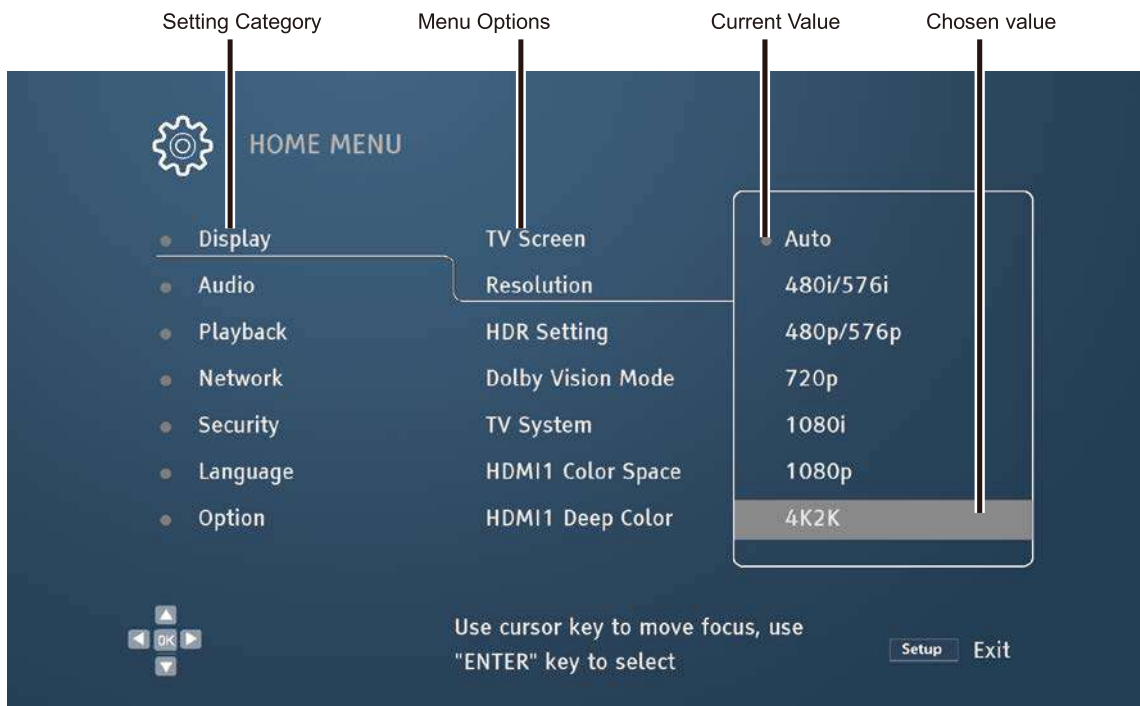 Setting Category
Menu Options
Current Value
Chosen value
HOME MENU
Display
Audio
Playback
Network
Security
Language
Option
TV Screen
Resolution
HDR Setting
Dolby Vision Mode
TV System
HDMI1 Color Space
HDMI1 Deep Color
Auto
480i/576i
480p/576p
720p
1080i
1080p
4K2K
OK
Use cursor key to move focus, use
"ENTER" key to select
Setup Exit